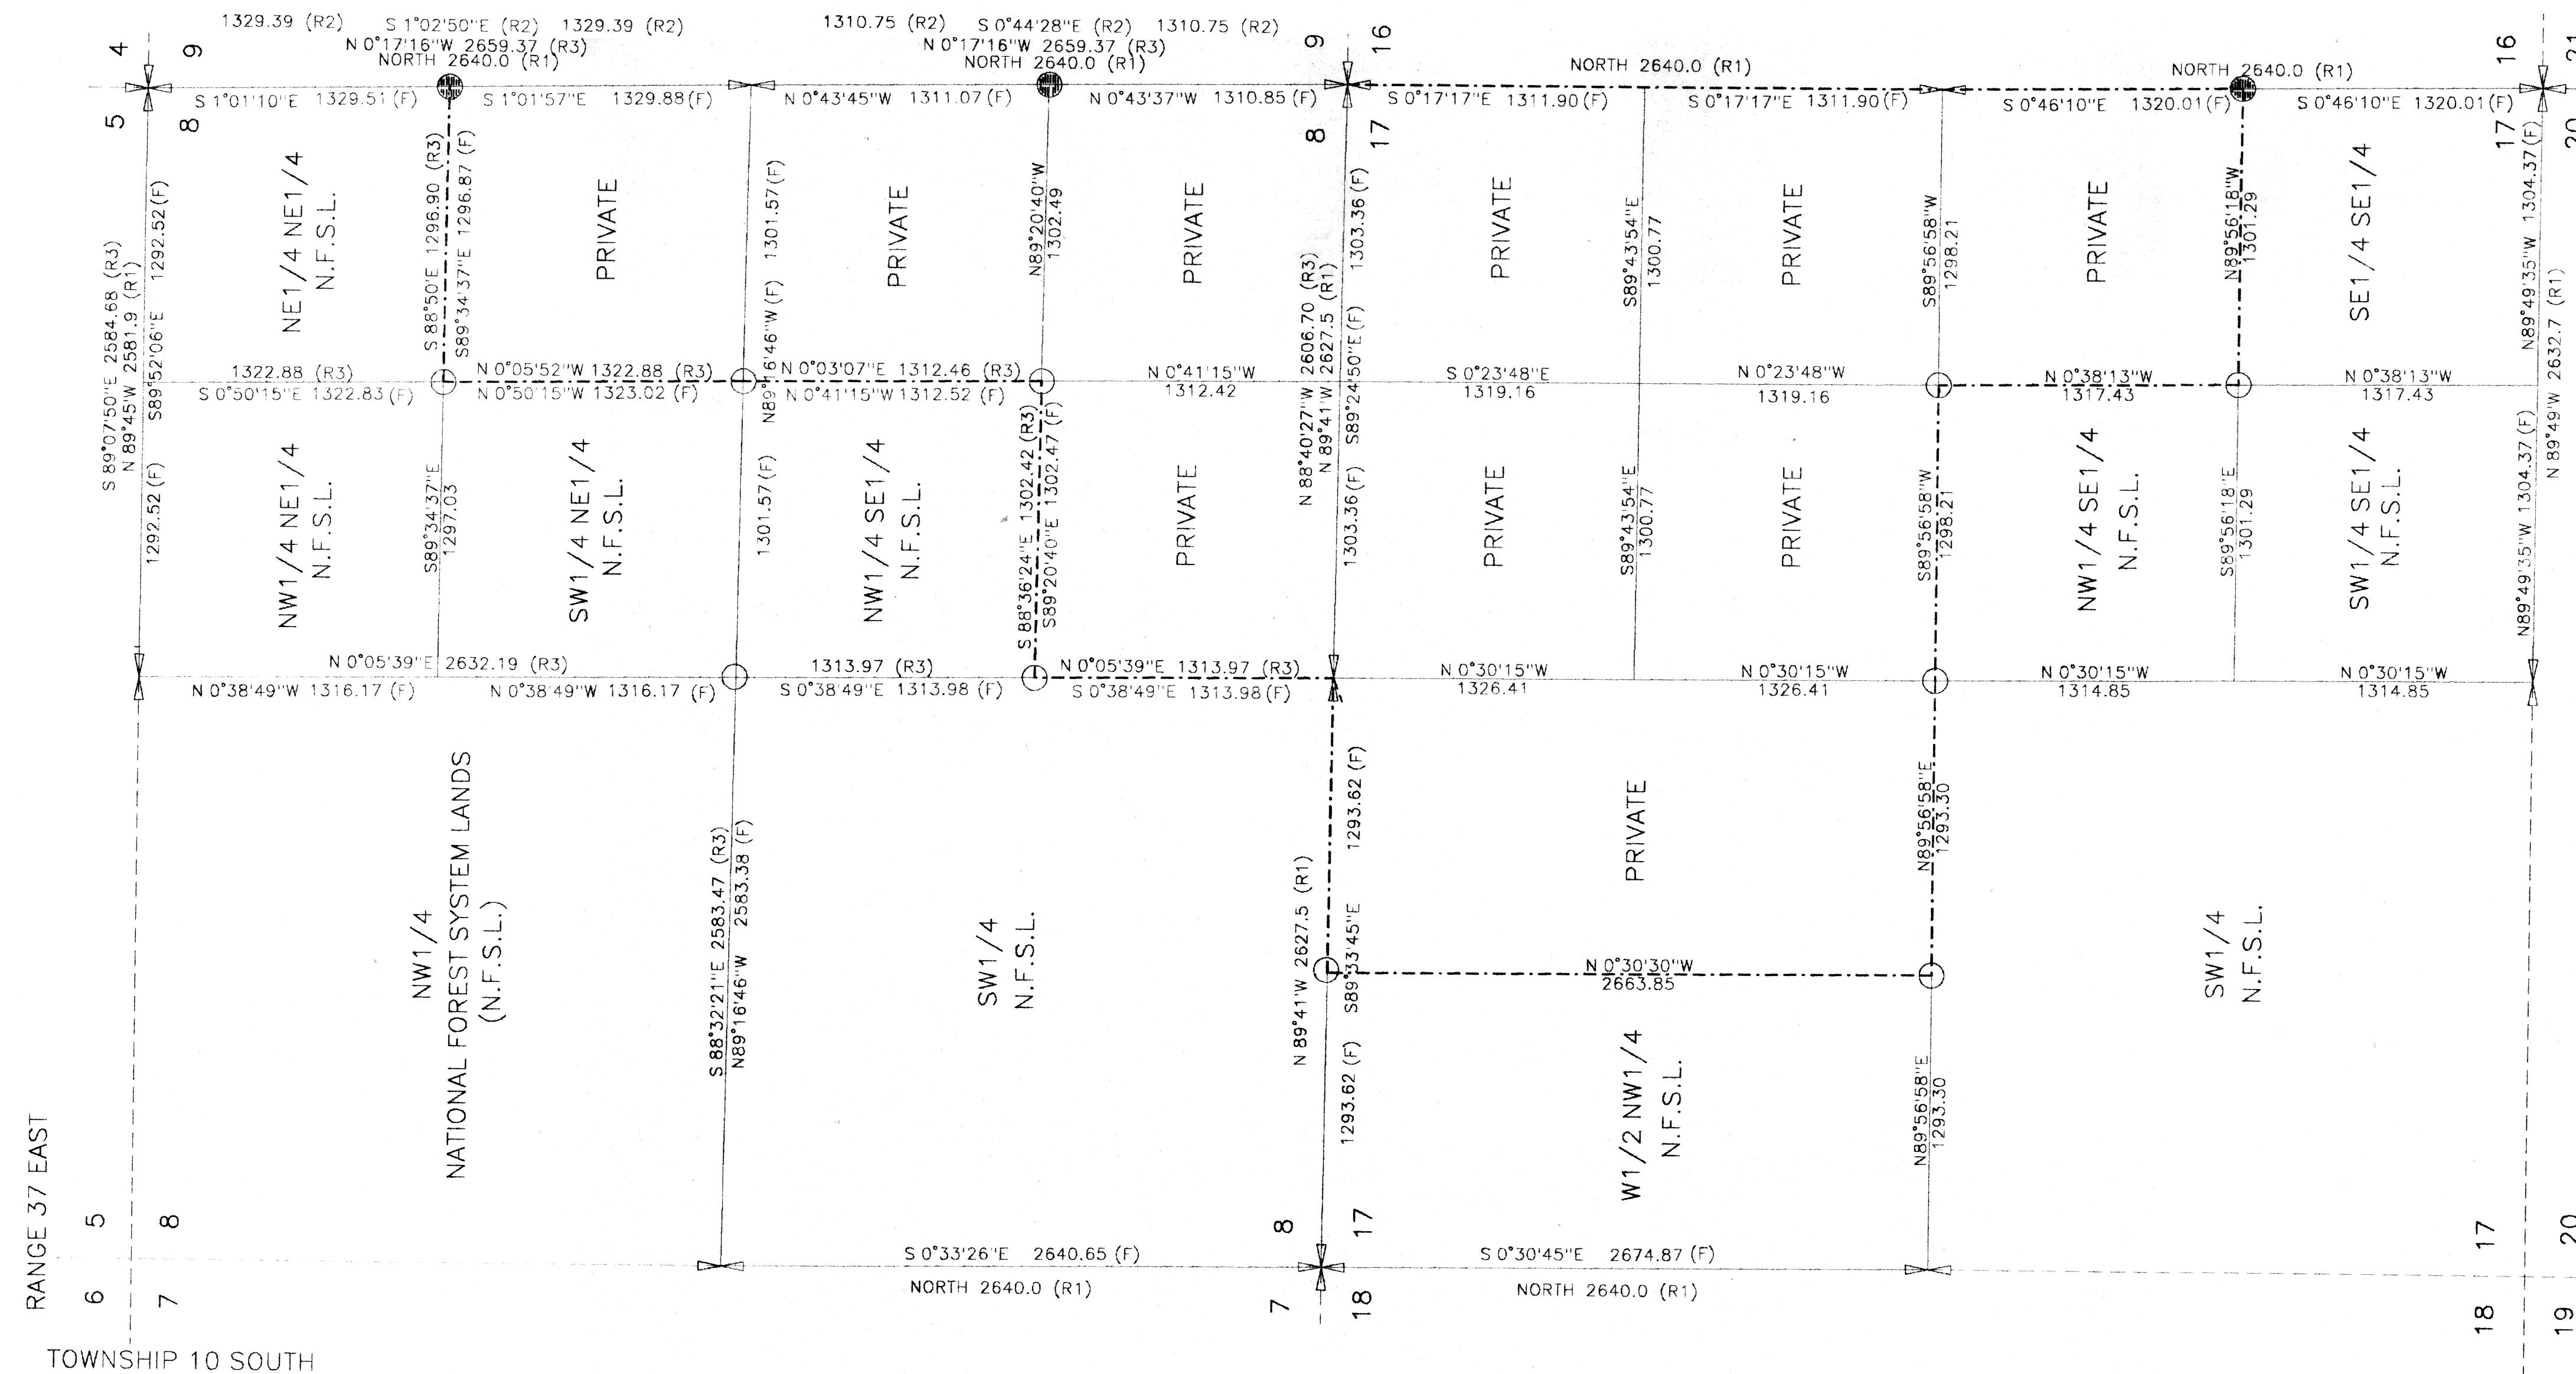 1329.39 (R2) S 1°02'50"E (R2) 1329.39 (R2)
N 0°17'16"W 2659.37 (R3)
NORTH 2640.0 (R1)
1310.75 (R2) S 0°44'28"E (R2) 1310.75 (R2)
N 0°17'16"W 2659.37 (R3)
NORTH 2640.0 (R1)
NORTH 2640.0 (R1)
NORTH 2640.0 (R1)
4
9
9
16
16
21
S 1°01'10"E 1329.51 (F)
S 1°01'57"E 1329.88 (F)
N 0°43'45"W 1311.07 (F)
N 0°43'37"W 1310.85 (F)
S 0°17'17"E 1311.90 (F)
S 0°17'17"E 1311.90 (F)
S 0°46'10"E 1320.01 (F)
S 0°46'10"E 1320.01 (F)
5
8
8
17
17
20
S 89°07'50"E 2584.68 (R3)
N 89°45'W 2581.9 (R1)
S89°52'06"E 1292.52 (F)
1292.52 (F)
NE1/4 NE1/4
N.F.S.L.
S 88°50'E 1296.90 (R3)
S89°34'37"E 1296.87 (F)
PRIVATE
N89°16'46"W (F) 1301.57 (F)
1301.57 (F)
PRIVATE
N89°20'40"W
1302.49
PRIVATE
N 88°40'27"W 2606.70 (R3)
N 89°41'W 2627.5 (R1)
1303.36 (F) S89°24'50"E (F) 1303.36 (F)
PRIVATE
S89°43'54"E
1300.77
PRIVATE
S89°56'58"W
1298.21
PRIVATE
N89°56'18"W
1301.29
SE1/4 SE1/4
N89°49'35"W 1304.37 (F)
N 89°49'W 2632.7 (R1)
1322.88 (R3)
S 0°50'15"E 1322.83 (F)
N 0°05'52"W 1322.88 (R3)
N 0°50'15"W 1323.02 (F)
N 0°03'07"E 1312.46 (R3)
N 0°41'15"W 1312.52 (F)
N 0°41'15"W
1312.42
S 0°23'48"E
1319.16
N 0°23'48"W
1319.16
N 0°38'13"W
1317.43
N 0°38'13"W
1317.43
NW1/4 NE1/4
N.F.S.L.
S89°34'37"E
1297.03
SW1/4 NE1/4
N.F.S.L.
NW1/4 SE1/4
N.F.S.L.
S 88°36'24"E 1302.42 (R3)
S89°20'40"E 1302.47 (F)
PRIVATE
PRIVATE
S89°43'54"E
1300.77
PRIVATE
S89°56'58"W
1298.21
NW1/4 SE1/4
N.F.S.L.
S89°56'18"E
1301.29
SW1/4 SE1/4
N.F.S.L.
N89°49'35"W 1304.37 (F)
N 0°05'39"E 2632.19 (R3)
N 0°38'49"W 1316.17 (F)
N 0°38'49"W 1316.17 (F)
1313.97 (R3)
S 0°38'49"E 1313.98 (F)
N 0°05'39"E 1313.97 (R3)
S 0°38'49"E 1313.98 (F)
N 0°30'15"W
1326.41
N 0°30'15"W
1326.41
N 0°30'15"W
1314.85
N 0°30'15"W
1314.85
NW1/4
NATIONAL FOREST SYSTEM LANDS
(N.F.S.L.)
S 88°32'21"E 2583.47 (R3)
N89°16'46"W 2583.38 (F)
SW1/4
N.F.S.L.
N 89°41'W 2627.5 (R1)
1293.62 (F) S89°33'45"E 1293.62 (F)
PRIVATE
N89°56'58"E
1293.30
N 0°30'30"W
2663.85
W1/2 NW1/4
N.F.S.L.
N89°56'58"E
1293.30
SW1/4
N.F.S.L.
5
8
8
17
17
20
S 0°33'26"E 2640.65 (F)
NORTH 2640.0 (R1)
S 0°30'45"E 2674.87 (F)
NORTH 2640.0 (R1)
6
7
7
18
18
19
RANGE 37 EAST
TOWNSHIP 10 SOUTH